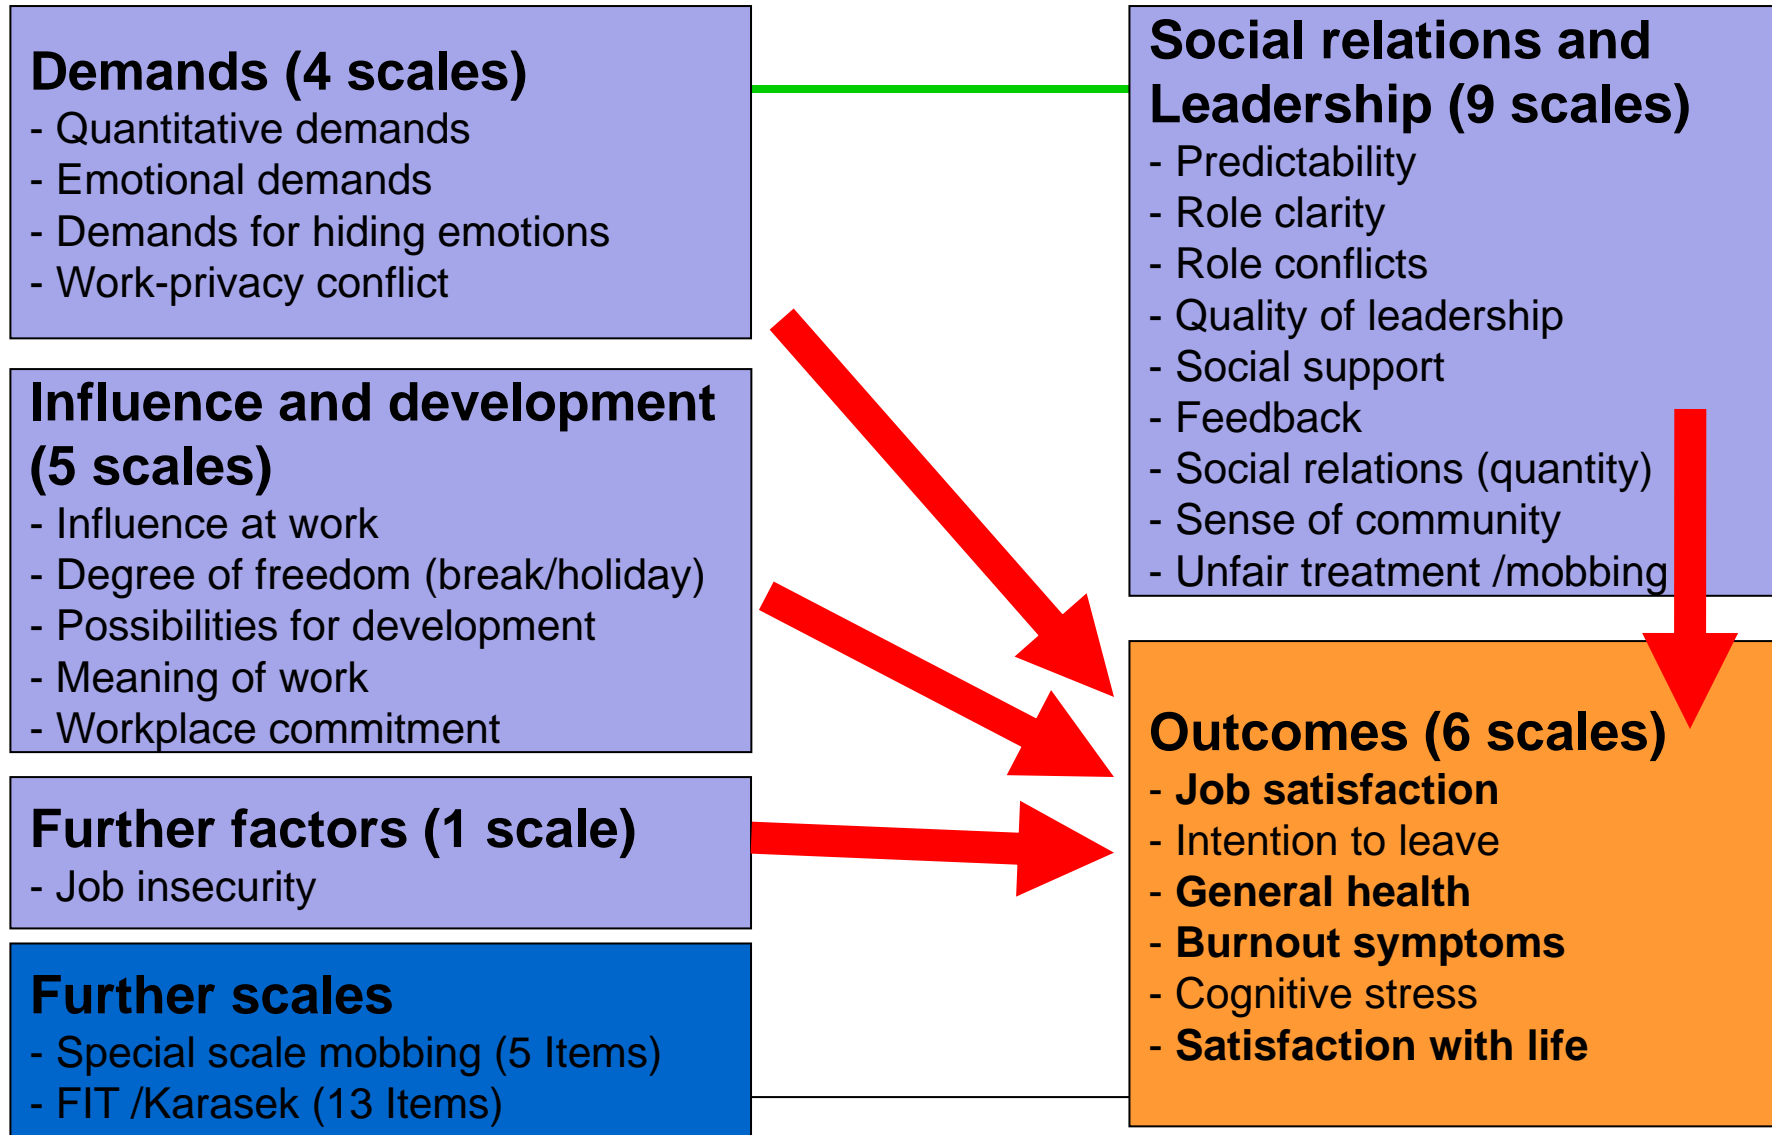 Demands (4 scales)
- Quantitative demands
- Emotional demands
- Demands for hiding emotions
- Work-privacy conflict
Influence and development
(5 scales)
- Influence at work
- Degree of freedom (break/holiday)
- Possibilities for development
- Meaning of work
- Workplace commitment
Further factors (1 scale)
- Job insecurity
Further scales
- Special scale mobbing (5 Items)
- FIT /Karasek (13 Items)
Social relations and
Leadership (9 scales)
- Predictability
- Role clarity
- Role conflicts
- Quality of leadership
- Social support
- Feedback
- Social relations (quantity)
- Sense of community
- Unfair treatment /mobbing
Outcomes (6 scales)
- Job satisfaction
- Intention to leave
- General health
- Burnout symptoms
- Cognitive stress
- Satisfaction with life